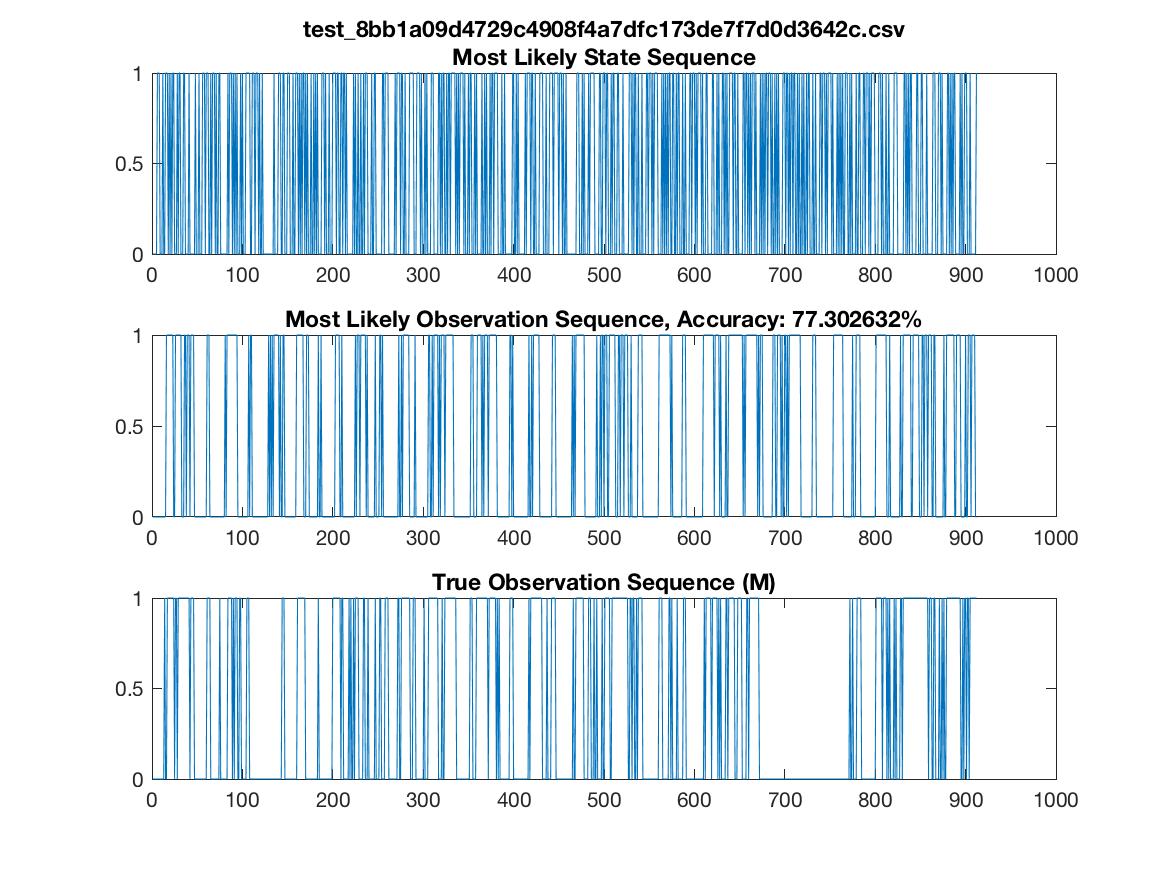 test_8bb1a09d4729c4908f4a7dfc173de7f7d0d3642c.csv
Most Likely State Sequence
1
0.5
0
0 100 200 300 400 500 600 700 800 900 1000
Most Likely Observation Sequence, Accuracy: 77.302632%
1
0.5
0
0 100 200 300 400 500 600 700 800 900 1000
True Observation Sequence (M)
1
0.5
0
0 100 200 300 400 500 600 700 800 900 1000